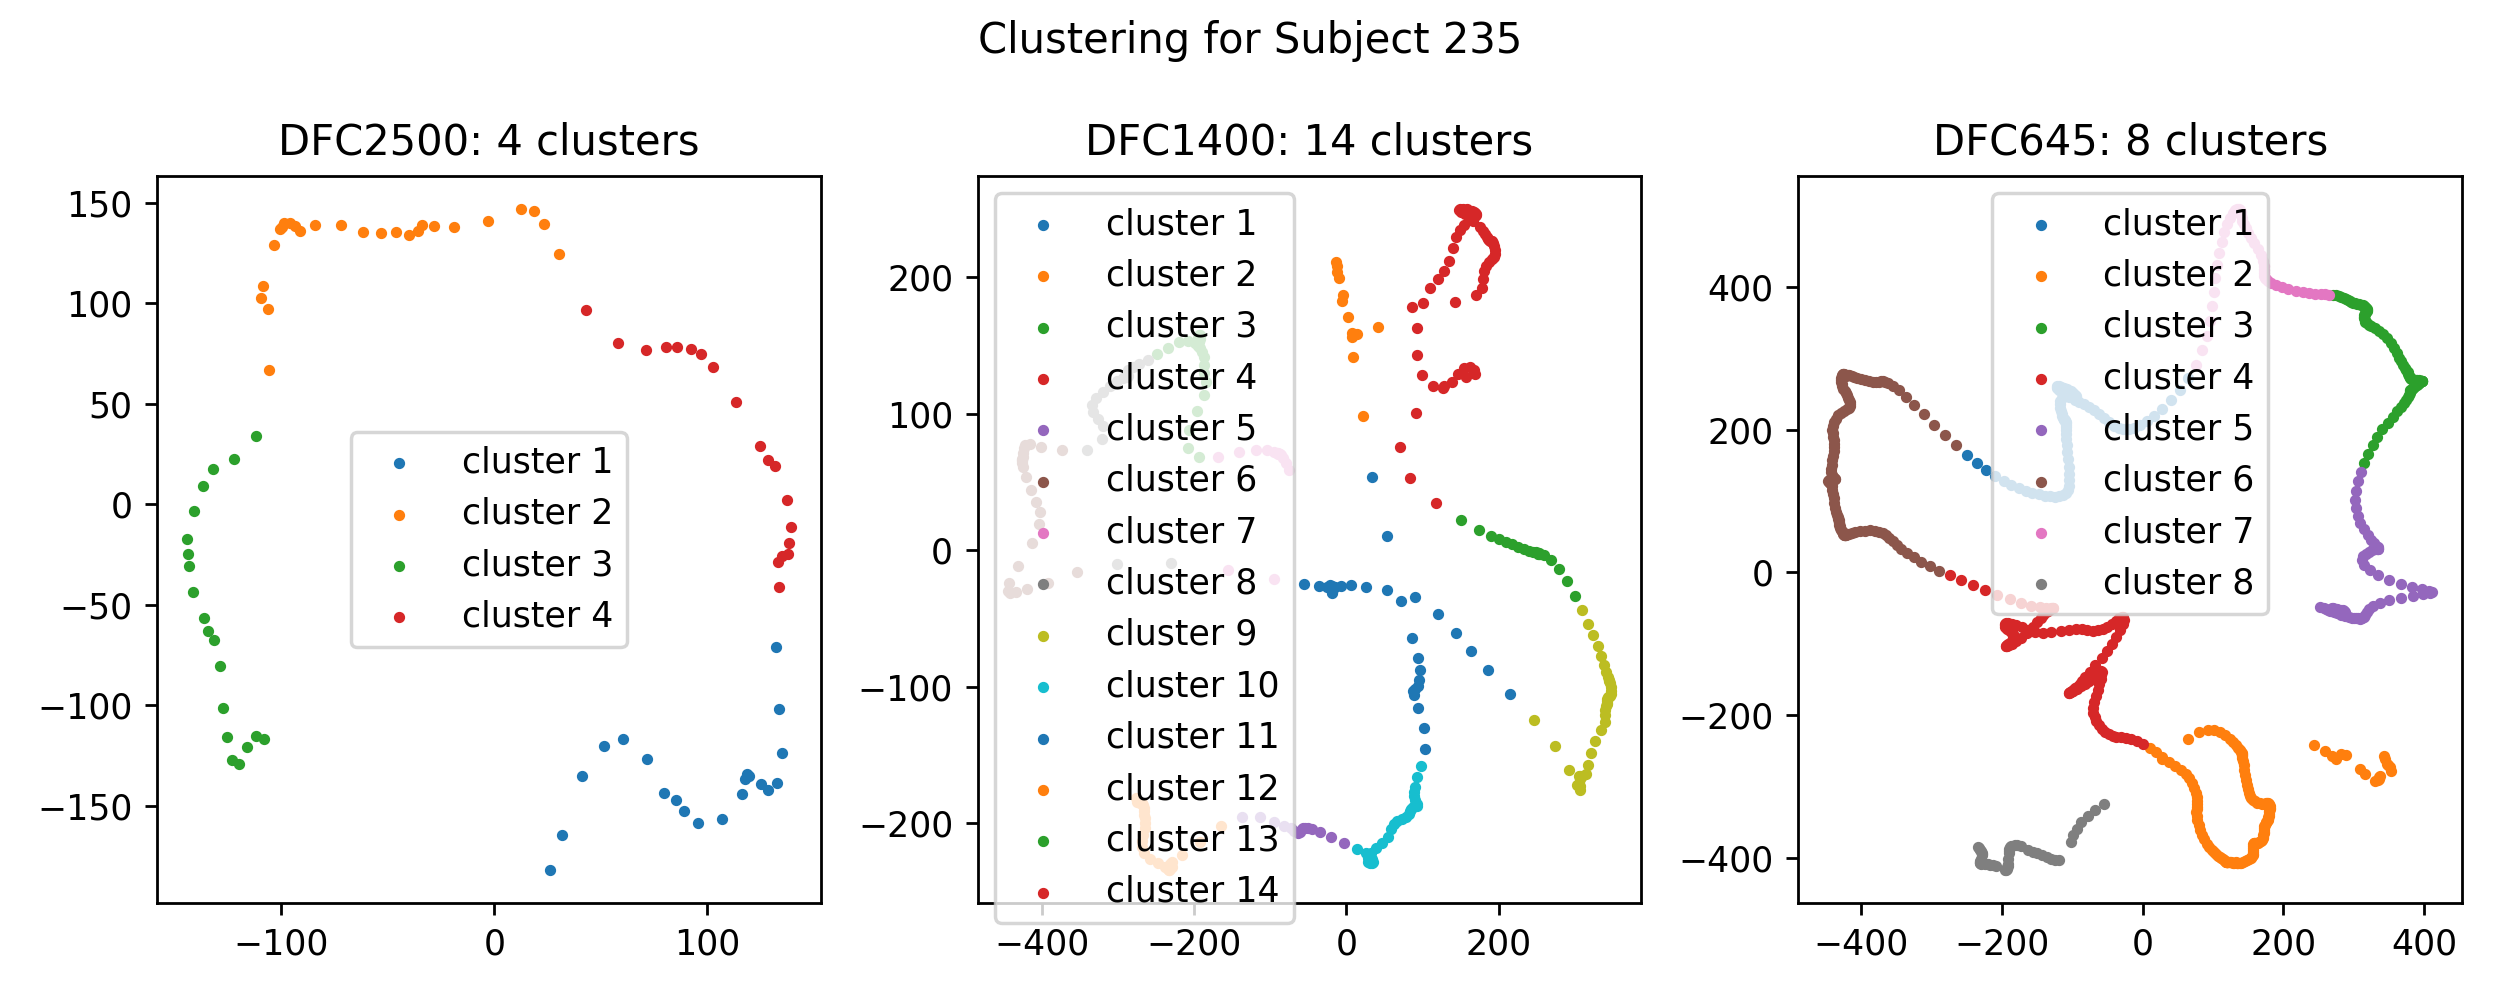 Clustering for Subject 235
DFC2500: 4 clusters
150
100
50
0
−50
−100
−150
−100
0
100
cluster 1
cluster 2
cluster 3
cluster 4
DFC1400: 14 clusters
200
100
0
−100
−200
−400
−200
0
200
cluster 1
cluster 2
cluster 3
cluster 4
cluster 5
cluster 6
cluster 7
cluster 8
cluster 9
cluster 10
cluster 11
cluster 12
cluster 13
cluster 14
DFC645: 8 clusters
400
200
0
−200
−400
−400
−200
0
200
400
cluster 1
cluster 2
cluster 3
cluster 4
cluster 5
cluster 6
cluster 7
cluster 8